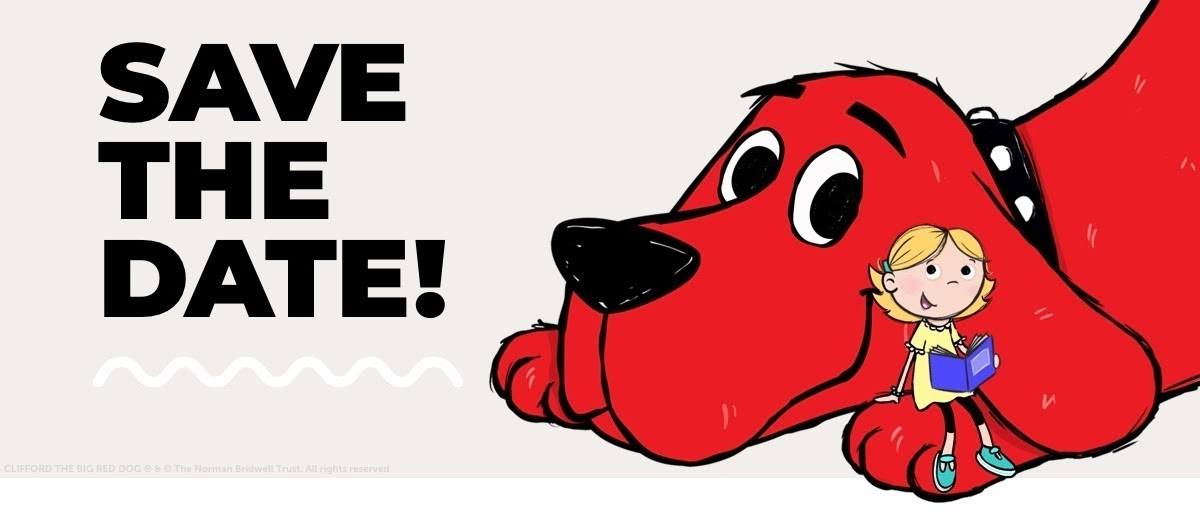 SAVE
THE
DATE!
CLIFFORD THE BIG RED DOG ® & © The Norman Bridwell Trust. All rights reserved